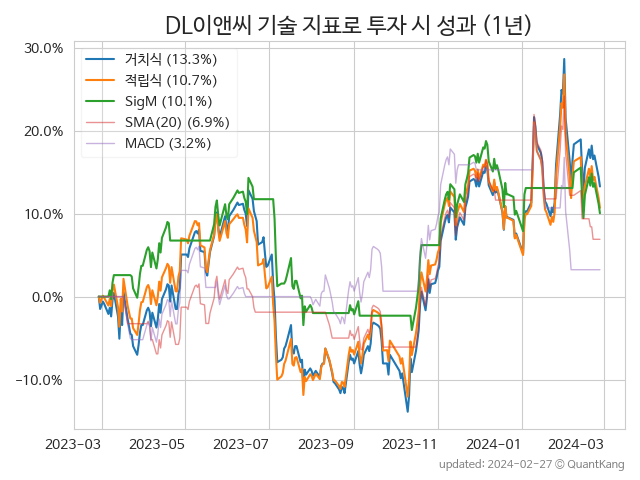 DL이앤씨 기술 지표로 투자 시 성과 (1년)
30.0%
20.0%
10.0%
0.0%
−10.0%
거치식 (13.3%)
적립식 (10.7%)
SigM (10.1%)
SMA(20) (6.9%)
MACD (3.2%)
2023-03 2023-05 2023-07 2023-09 2023-11 2024-01 2024-03
updated: 2024-02-27 © QuantKang